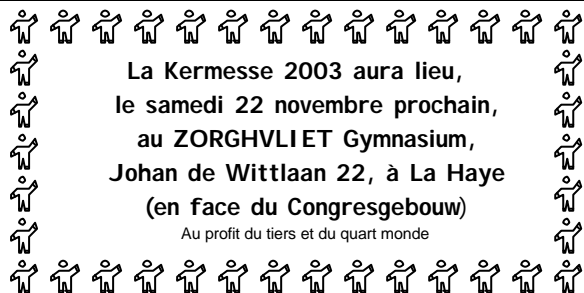 La Kermesse 2003 aura lieu,
le samedi 22 novembre prochain,
au ZORGHVLIET Gymnasium,
Johan de Wittlaan 22, à La Haye
(en face du Congresgebouw)
Au profit du tiers et du quart monde